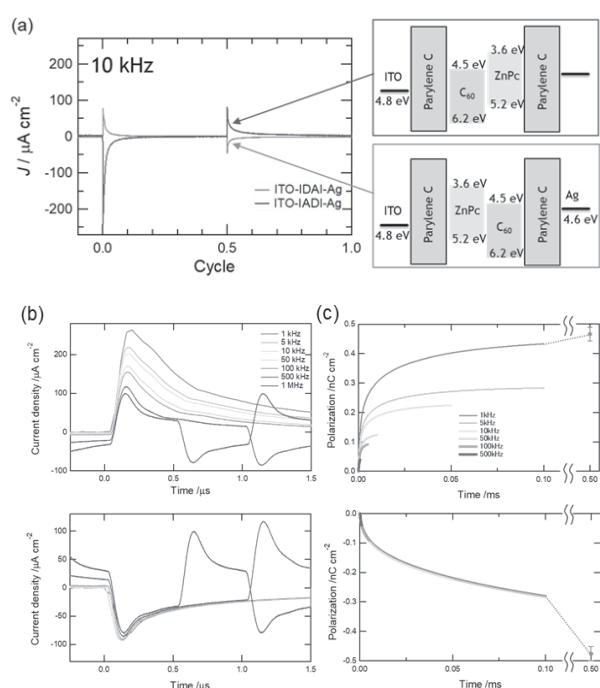 (a)
10 kHz
J / µA cm⁻²
200
100
0
-100
-200
0.0
0.5
1.0
Cycle
ITO-IDAI-Ag
ITO-IADI-Ag
ITO
4.8 eV
Parylene C
4.5 eV
C₆₀
6.2 eV
3.6 eV
ZnPc
5.2 eV
Parylene C
ITO
4.8 eV
Parylene C
3.6 eV
ZnPc
5.2 eV
4.5 eV
C₆₀
6.2 eV
Parylene C
Ag
4.6 eV
(b)
Current density /µA cm⁻²
200
100
0
-100
0.0
0.5
1.0
1.5
Time /µs
1 kHz
5 kHz
10 kHz
50 kHz
100 kHz
500 kHz
1 MHz
(c)
Polarization /nC cm⁻²
0.5
0.4
0.3
0.2
0.1
0.0
0.00
0.05
0.10
0.50
Time /ms
1kHz
5kHz
10kHz
50kHz
100kHz
500kHz
Current density /µA cm⁻²
100
50
0
-50
-100
0.0
0.5
1.0
1.5
Time /µs
Polarization /nC cm⁻²
0.0
-0.1
-0.2
-0.3
-0.4
-0.5
0.00
0.05
0.10
0.50
Time /ms